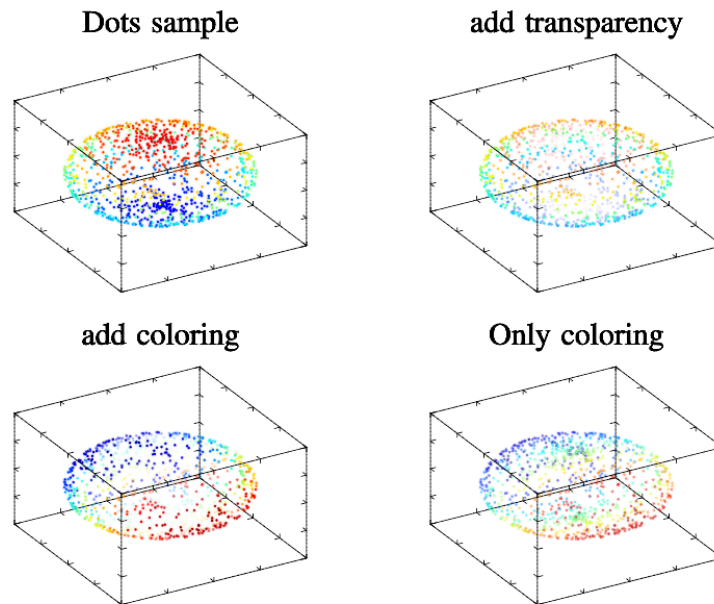 Dots sample
add transparency
add coloring
Only coloring